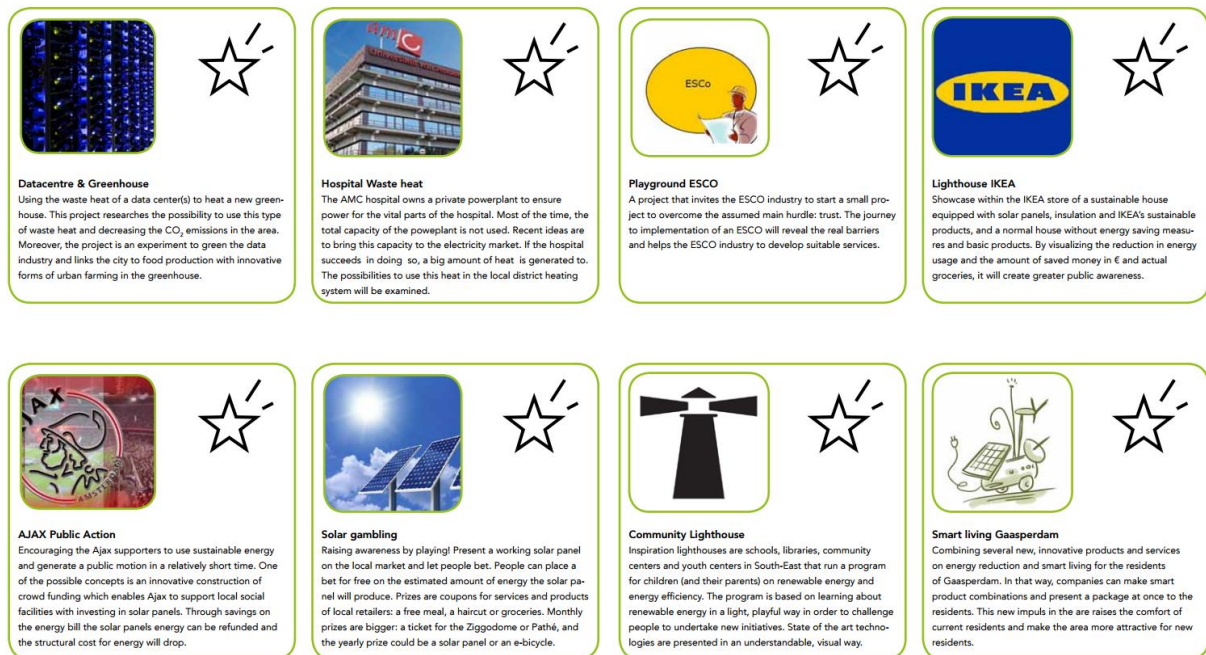 AMC
ESCo
IKEA
Datacentre & Greenhouse
Using the waste heat of a data center(s) to heat a new green-
house. This project researches the possibility to use this type
of waste heat and decreasing the CO₂ emissions in the area.
Moreover, the project is an experiment to green the data
industry and links the city to food production with innovative
forms of urban farming in the greenhouse.
Hospital Waste heat
The AMC hospital owns a private powerplant to ensure
power for the vital parts of the hospital. Most of the time, the
total capacity of the poweplant is not used. Recent ideas are
to bring this capacity to the electricity market. If the hospital
succeeds in doing so, a big amount of heat is generated to.
The possibilities to use this heat in the local district heating
system will be examined.
Playground ESCO
A project that invites the ESCO industry to start a small pro-
ject to overcome the assumed main hurdle: trust. The journey
to implementation of an ESCO will reveal the real barriers
and helps the ESCO industry to develop suitable services.
Lighthouse IKEA
Showcase within the IKEA store of a sustainable house
equipped with solar panels, insulation and IKEA's sustainable
products, and a normal house without energy saving measu-
res and basic products. By visualizing the reduction in energy
usage and the amount of saved money in € and actual
groceries, it will create greater public awareness.
AJAX
AMSTERDAM
SOL
AJAX Public Action
Encouraging the Ajax supporters to use sustainable energy
and generate a public motion in a relatively short time. One
of the possible concepts is an innovative construction of
crowd funding which enables Ajax to support local social
facilities with investing in solar panels. Through savings on
the energy bill the solar panels energy can be refunded and
the structural cost for energy will drop.
Solar gambling
Raising awareness by playing! Present a working solar panel
on the local market and let people bet. People can place a
bet for free on the estimated amount of energy the solar pa-
nel will produce. Prizes are coupons for services and products
of local retailers: a free meal, a haircut or groceries. Monthly
prizes are bigger: a ticket for the Ziggodome or Pathé, and
the yearly prize could be a solar panel or an e-bicycle.
Community Lighthouse
Inspiration lighthouses are schools, libraries, community
centers and youth centers in South-East that run a program
for children (and their parents) on renewable energy and
energy efficiency. The program is based on learning about
renewable energy in a light, playful way in order to challenge
people to undertake new initiatives. State of the art techno-
logies are presented in an understandable, visual way.
Smart living Gaasperdam
Combining several new, innovative products and services
on energy reduction and smart living for the residents
of Gaasperdam. In that way, companies can make smart
product combinations and present a package at once to the
residents. This new impuls in the are raises the comfort of
current residents and make the area more attractive for new
residents.